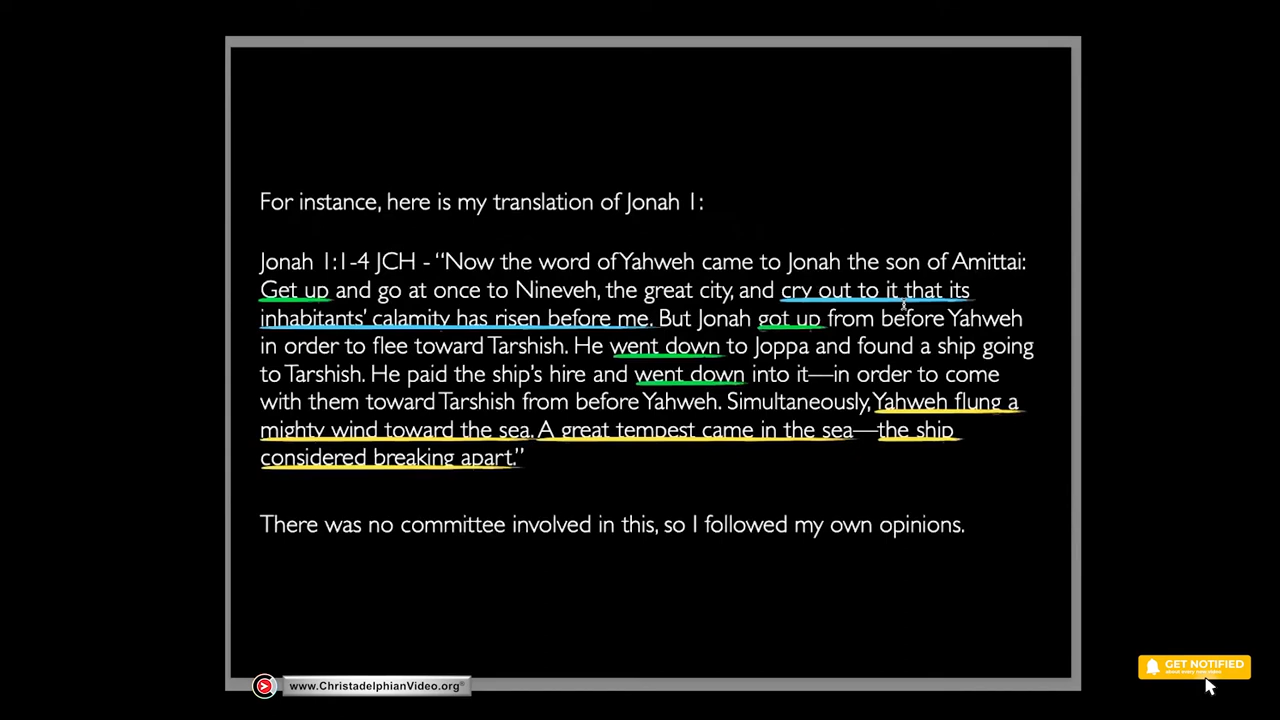 For instance, here is my translation of Jonah 1:
Jonah 1:1-4 JCH - “Now the word of Yahweh came to Jonah the son of Amittai:
Get up and go at once to Nineveh, the great city, and cry out to it that its
inhabitants’ calamity has risen before me. But Jonah got up from before Yahweh
in order to flee toward Tarshish. He went down to Joppa and found a ship going
to Tarshish. He paid the ship’s hire and went down into it—in order to come
with them toward Tarshish from before Yahweh. Simultaneously, Yahweh flung a
mighty wind toward the sea. A great tempest came in the sea—the ship
considered breaking apart.”
There was no committee involved in this, so I followed my own opinions.
www.ChristadelphianVideo.org
GET NOTIFIED
about every new video